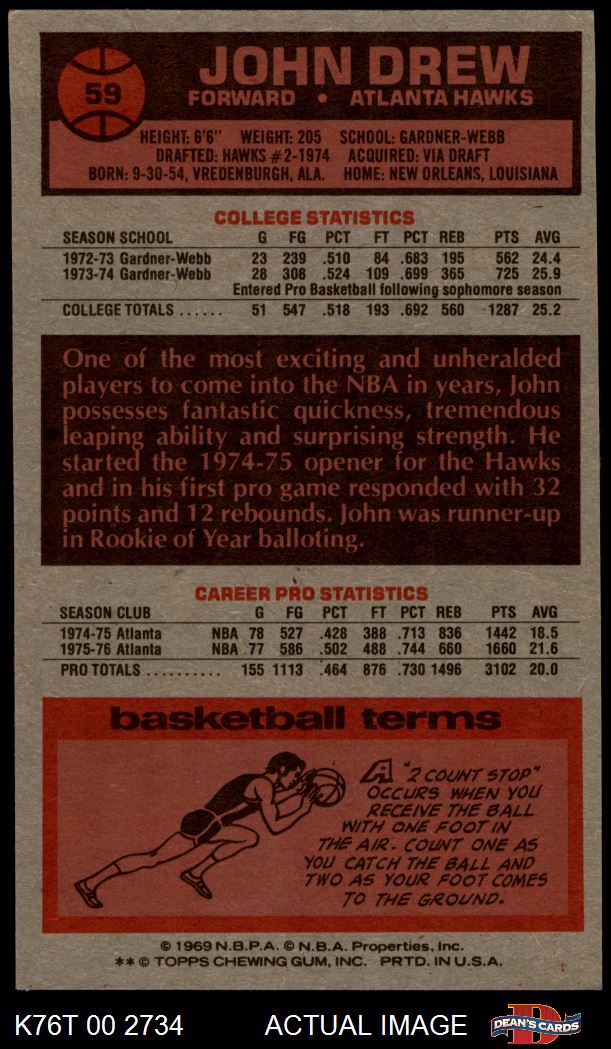 59
JOHN DREW
FORWARD • ATLANTA HAWKS
HEIGHT: 6'6" WEIGHT: 205 SCHOOL: GARDNER-WEBB
DRAFTED: HAWKS #2-1974 ACQUIRED: VIA DRAFT
BORN: 9-30-54, VREDENBURGH, ALA. HOME: NEW ORLEANS, LOUISIANA
COLLEGE STATISTICS
SEASON SCHOOL G FG PCT FT PCT REB PTS AVG
1972-73 Gardner-Webb 23 239 .510 84 .683 195 562 24.4
1973-74 Gardner-Webb 28 308 .524 109 .699 365 725 25.9
Entered Pro Basketball following sophomore season
COLLEGE TOTALS ...... 51 547 .518 193 .692 560 1287 25.2
One of the most exciting and unheralded
players to come into the NBA in years, John
possesses fantastic quickness, tremendous
leaping ability and surprising strength. He
started the 1974-75 opener for the Hawks
and in his first pro game responded with 32
points and 12 rebounds. John was runner-up
in Rookie of Year balloting.
CAREER PRO STATISTICS
SEASON CLUB G FG PCT FT PCT REB PTS AVG
1974-75 Atlanta NBA 78 527 .428 388 .713 836 1442 18.5
1975-76 Atlanta NBA 77 586 .502 488 .744 660 1660 21.6
PRO TOTALS .......... 155 1113 .464 876 .730 1496 3102 20.0
basketball terms
A "2 COUNT STOP"
OCCURS WHEN YOU
RECEIVE THE BALL
WITH ONE FOOT IN
THE AIR. COUNT ONE AS
YOU CATCH THE BALL AND
TWO AS YOUR FOOT COMES
TO THE GROUND.
© 1969 N.B.P.A. © N.B.A. Properties, Inc.
** © TOPPS CHEWING GUM, INC. PRTD. IN U.S.A.
K76T 00 2734 ACTUAL IMAGE
D
DEAN'S CARDS